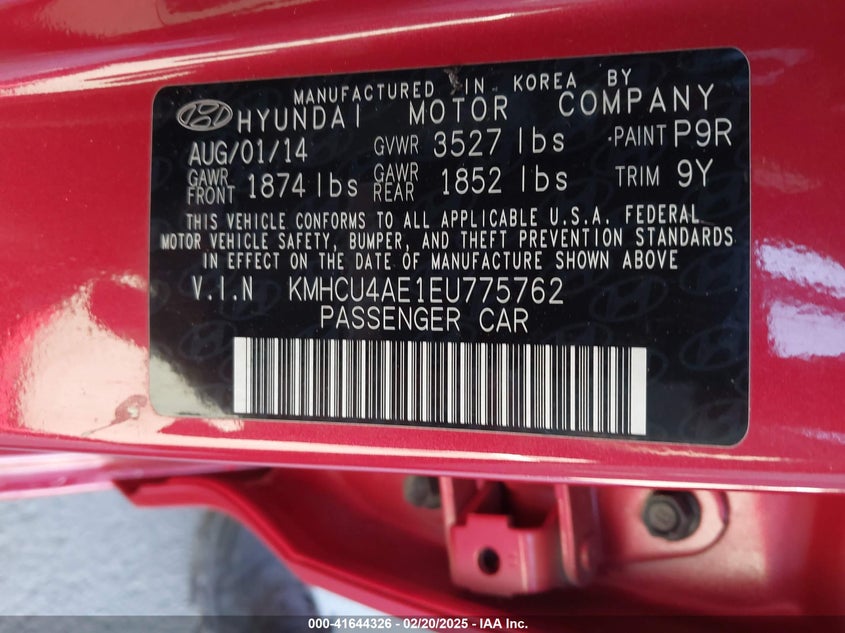 MANUFACTURED IN KOREA BY
HYUNDAI MOTOR COMPANY
AUG/01/14 GVWR 3527 lbs PAINT P9R
GAWR FRONT 1874 lbs GAWR REAR 1852 lbs TRIM 9Y
THIS VEHICLE CONFORMS TO ALL APPLICABLE U.S.A. FEDERAL
MOTOR VEHICLE SAFETY, BUMPER, AND THEFT PREVENTION STANDARDS
IN EFFECT ON THE DATE OF MANUFACTURE SHOWN ABOVE
V.I.N KMHCU4AE1EU775762
PASSENGER CAR
000-41644326 - 02/20/2025 - IAA Inc.